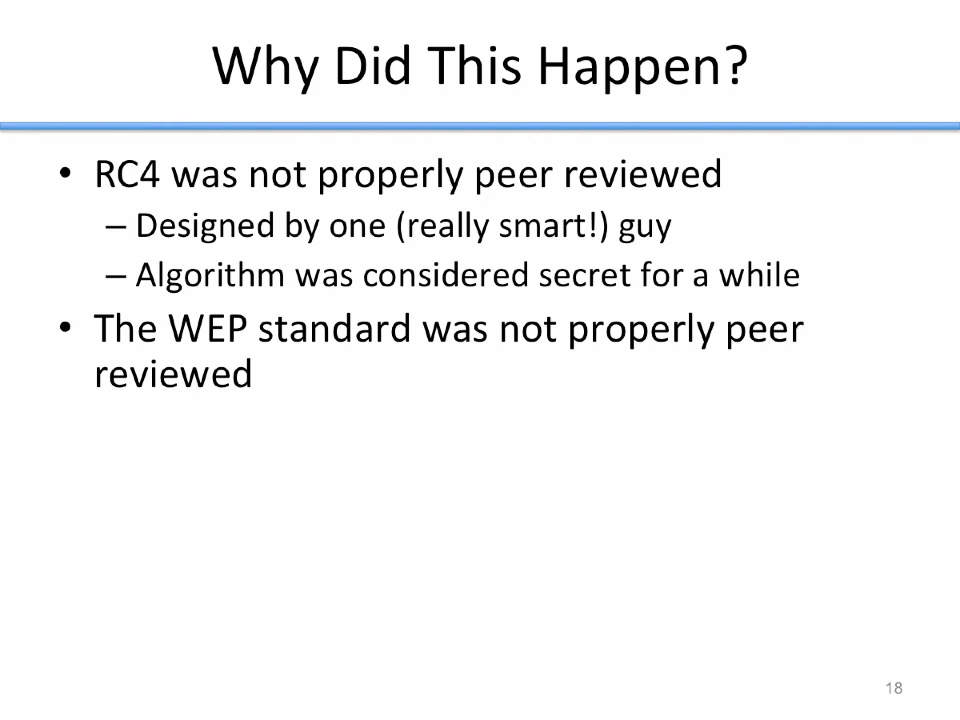 Why Did This Happen?
• RC4 was not properly peer reviewed
– Designed by one (really smart!) guy
– Algorithm was considered secret for a while
• The WEP standard was not properly peer
reviewed
18